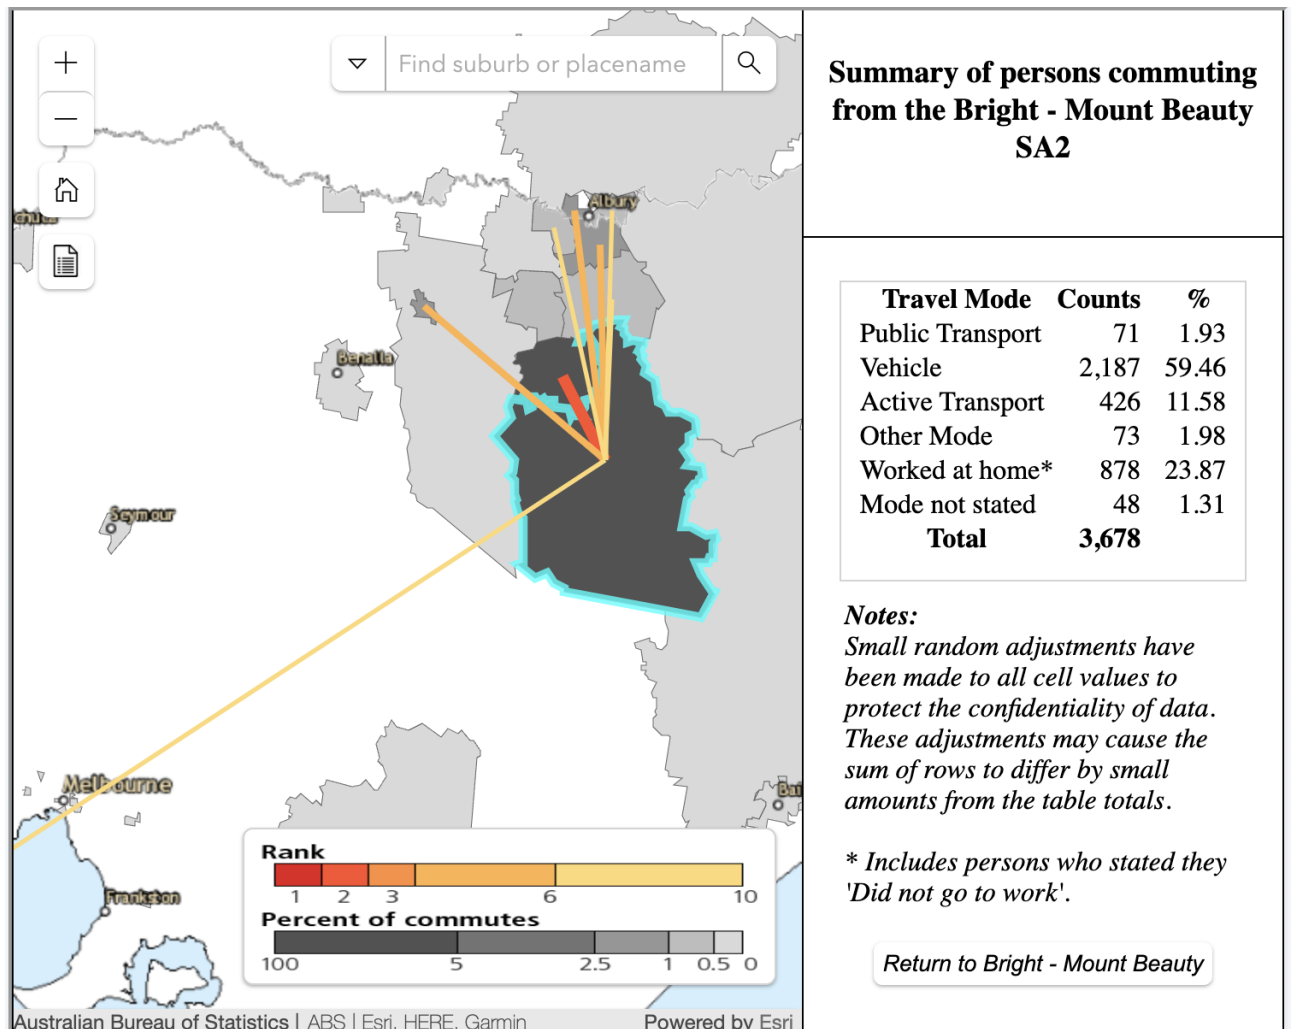 +
−
Find suburb or placename
Albury
Benalla
Seymour
Melbourne
Frankston
Rank
1 2 3 6 10
Percent of commutes
100 5 2.5 1 0.5 0
Australian Bureau of Statistics | ABS | Esri, HERE, Garmin
Powered by Esri
Summary of persons commuting
from the Bright - Mount Beauty
SA2
Travel Mode Counts %
Public Transport 71 1.93
Vehicle 2,187 59.46
Active Transport 426 11.58
Other Mode 73 1.98
Worked at home* 878 23.87
Mode not stated 48 1.31
Total 3,678
Notes:
Small random adjustments have
been made to all cell values to
protect the confidentiality of data.
These adjustments may cause the
sum of rows to differ by small
amounts from the table totals.
* Includes persons who stated they
'Did not go to work'.
Return to Bright - Mount Beauty